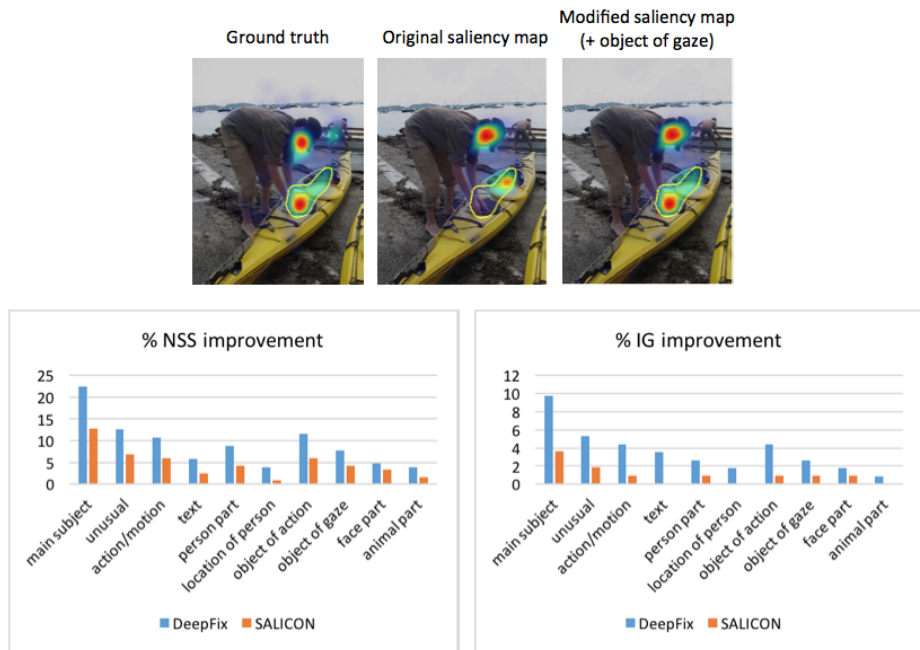 Ground truth
Original saliency map
Modified saliency map
(+ object of gaze)
% NSS improvement
25
20
15
10
5
0
main subject
unusual
action/motion
text
person part
location of person
object of action
object of gaze
face part
animal part
DeepFix
SALICON
% IG improvement
12
10
8
6
4
2
0
main subject
unusual
action/motion
text
person part
location of person
object of action
object of gaze
face part
animal part
DeepFix
SALICON